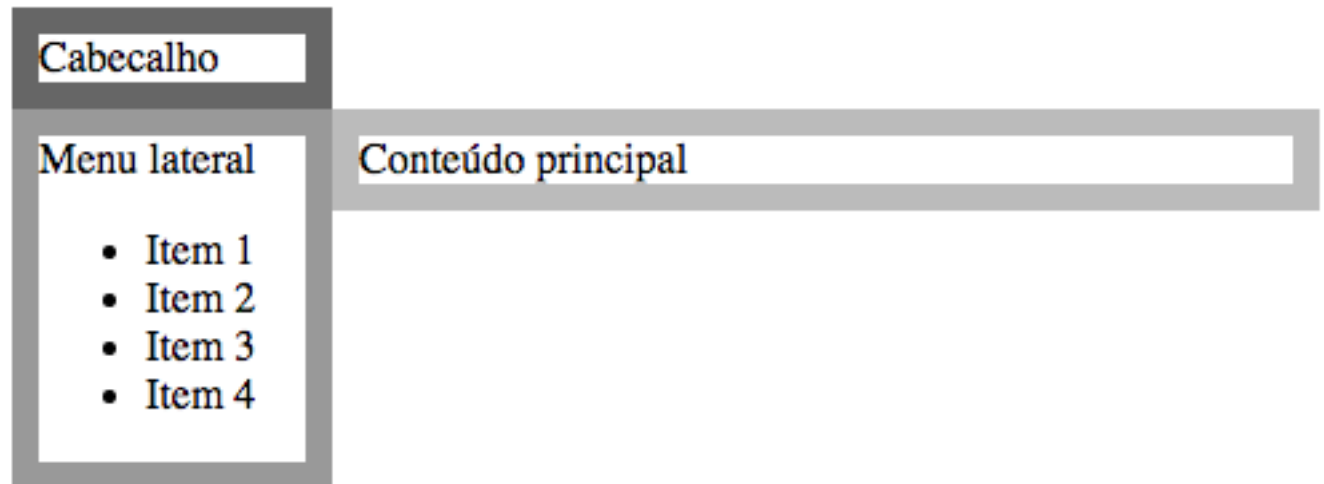 Cabecalho
Menu lateral
Conteúdo principal
• Item 1
• Item 2
• Item 3
• Item 4